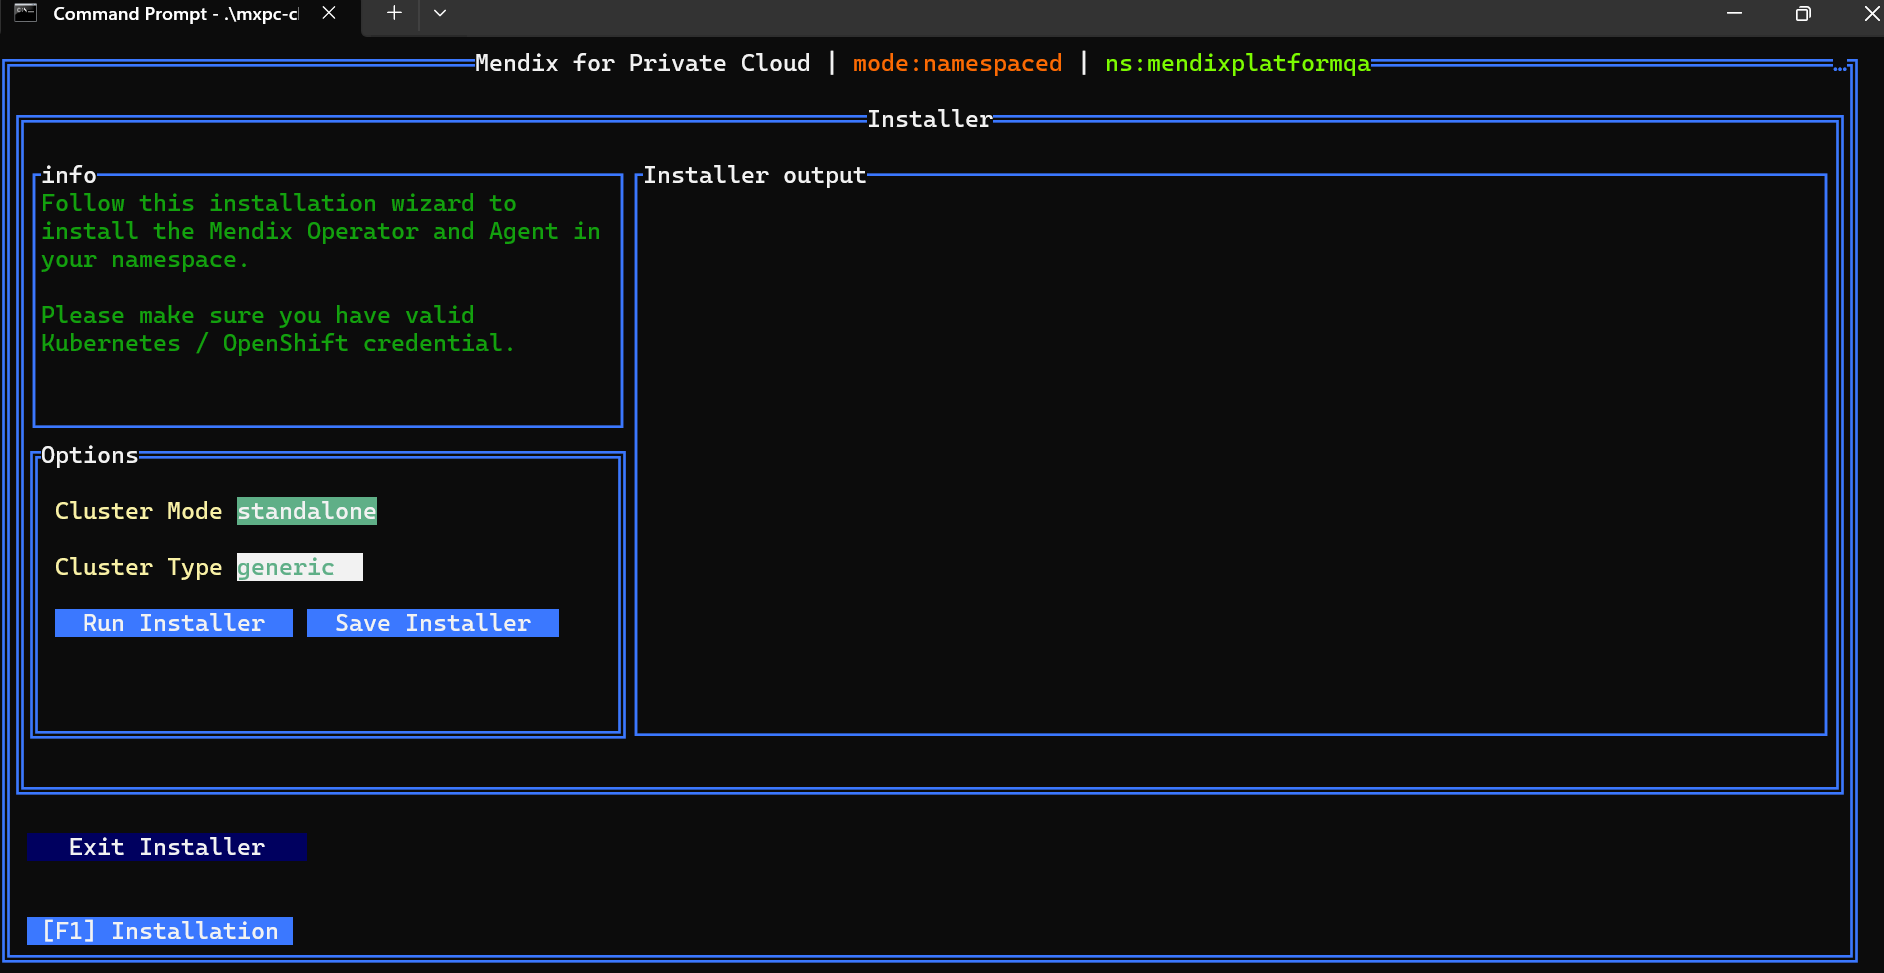 Command Prompt - .\mxpc-cl
Mendix for Private Cloud | mode:namespaced | ns:mendixplatformqa
…
Installer
info
Follow this installation wizard to
install the Mendix Operator and Agent in
your namespace.
Please make sure you have valid
Kubernetes / OpenShift credential.
Installer output
Options
Cluster Mode standalone
Cluster Type generic
Run Installer Save Installer
Exit Installer
[F1] Installation